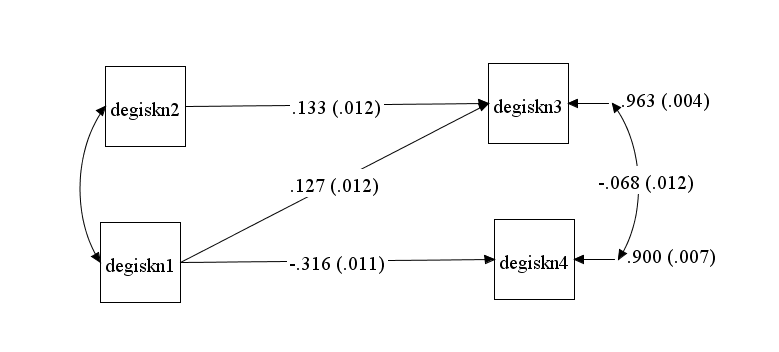 degiskn2
.133 (.012)
degiskn3
.963 (.004)
.127 (.012)
-.068 (.012)
degiskn1
-.316 (.011)
degiskn4
.900 (.007)